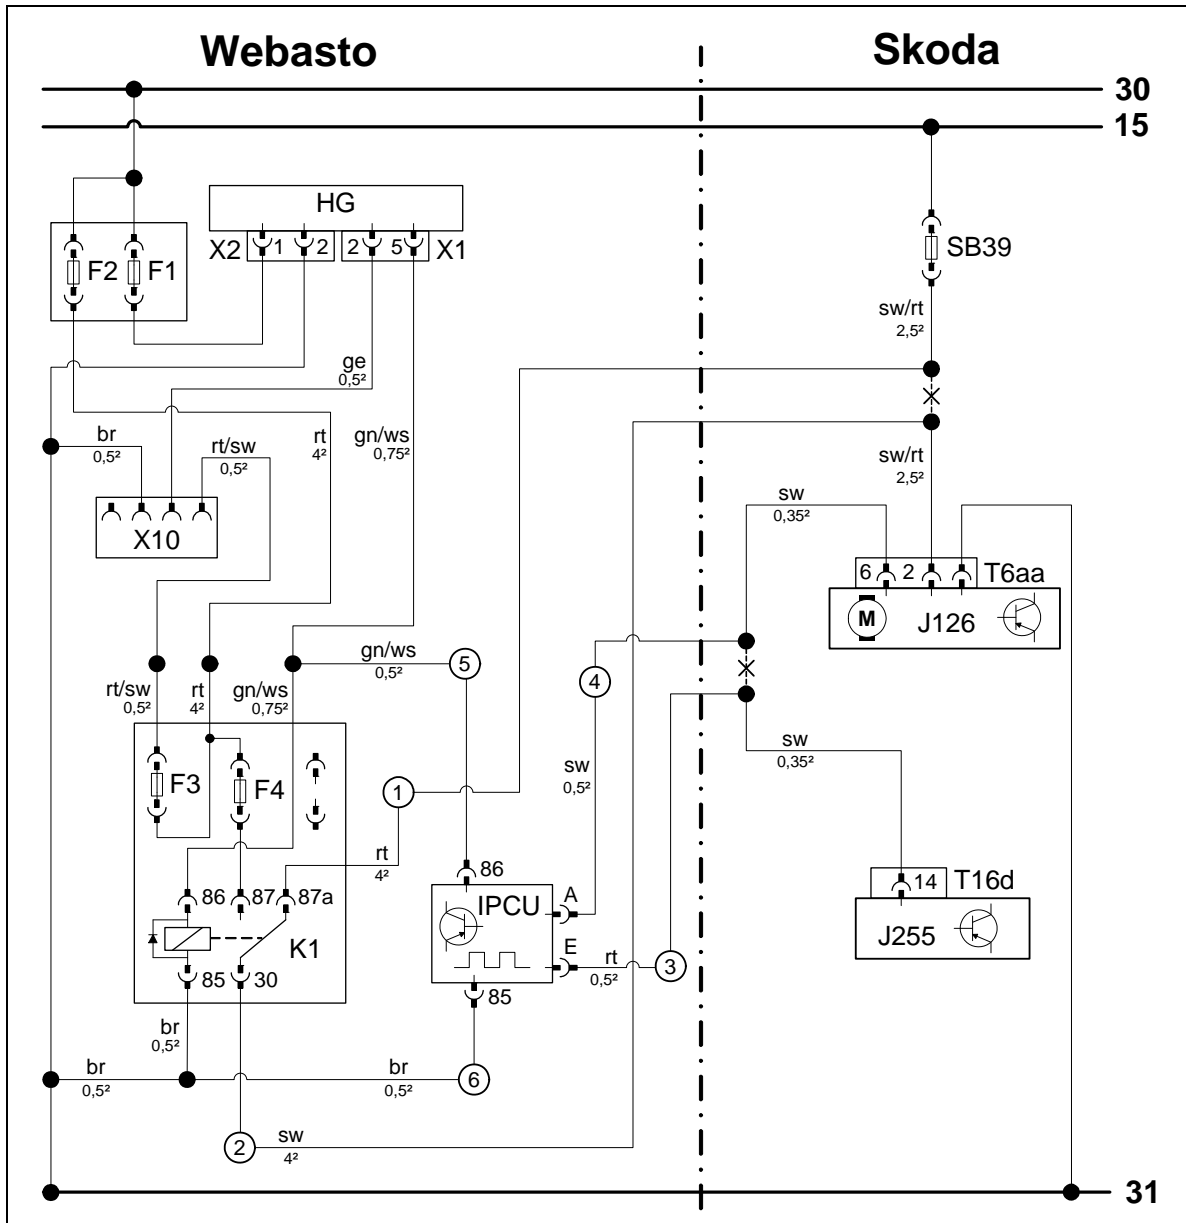 Webasto Skoda
30
15
HG
X2 1 2 2 5 X1
F2 F1
SB39
sw/rt
2,5²
ge
0,5²
br
0,5²
rt/sw
0,5²
rt
4²
gn/ws
0,75²
sw/rt
2,5²
sw
0,35²
X10
6 2 T6aa
M J126
gn/ws
0,5²
5
4
rt/sw
0,5²
rt
4²
gn/ws
0,75²
sw
0,35²
sw
0,5²
F3 F4
1
rt
4²
86 87 87a
86
IPCU A
14 T16d
J255
K1
E
rt
0,5²
3
85 30
85
br
0,5²
br
0,5²
br
0,5²
6
2
sw
4²
31